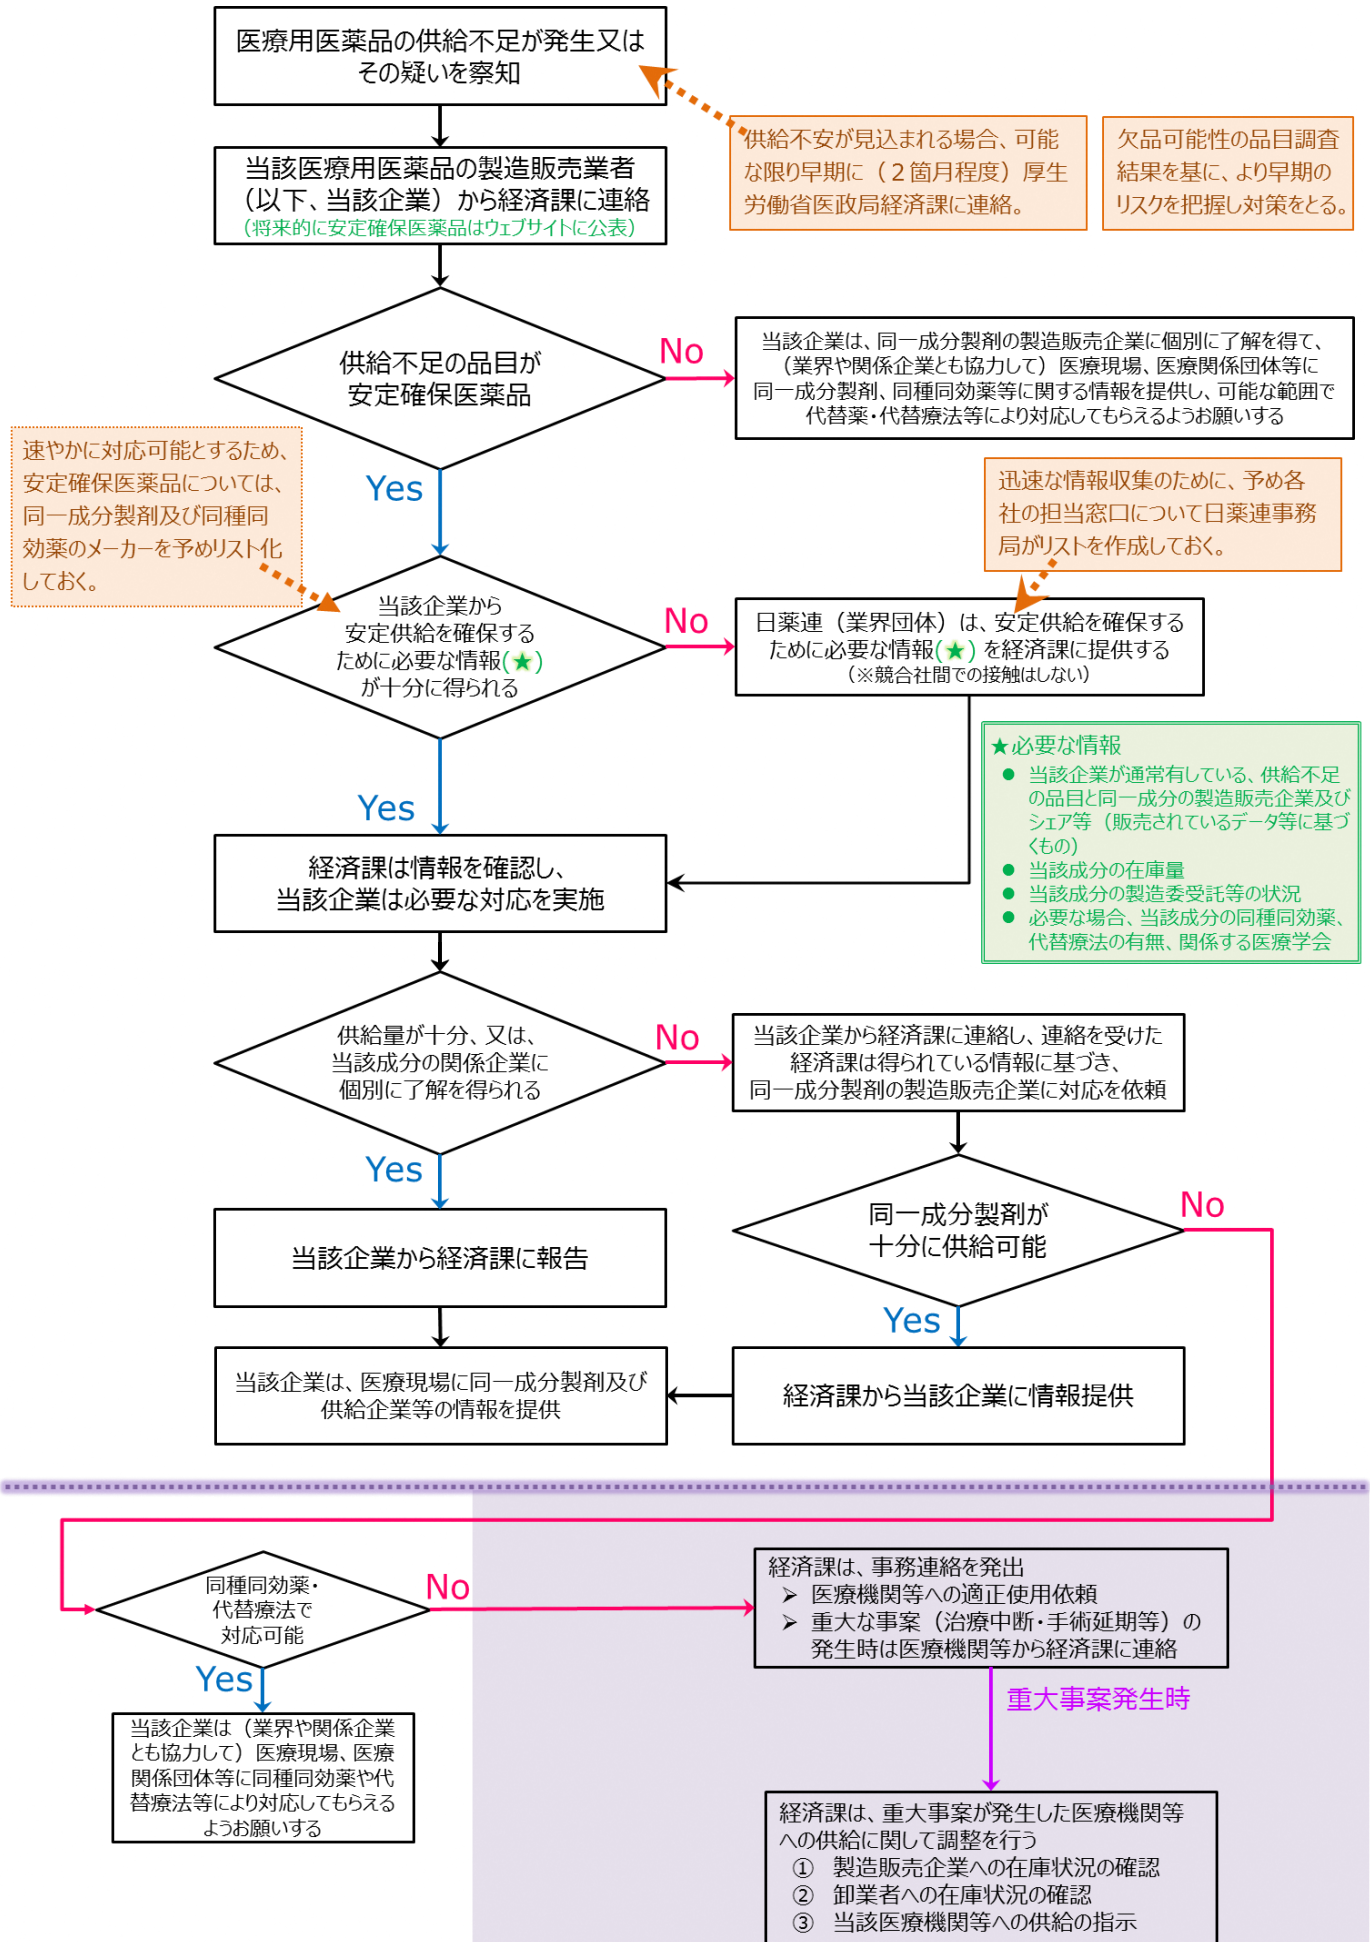 医療用医薬品の供給不足が発生又は
その疑いを察知
供給不安が見込まれる場合、可能
な限り早期に（２箇月程度）厚生
労働省医政局経済課に連絡。
欠品可能性の品目調査
結果を基に、より早期の
リスクを把握し対策をとる。
当該医療用医薬品の製造販売業者
（以下、当該企業）から経済課に連絡
（将来的に安定確保医薬品はウェブサイトに公表）
供給不足の品目が
安定確保医薬品
No
当該企業は、同一成分製剤の製造販売企業に個別に了解を得て、
（業界や関係企業とも協力して）医療現場、医療関係団体等に
同一成分製剤、同種同効薬等に関する情報を提供し、可能な範囲で
代替薬・代替療法等により対応してもらえるようお願いする
速やかに対応可能とするため、
安定確保医薬品については、
同一成分製剤及び同種同
効薬のメーカーを予めリスト化
しておく。
Yes
迅速な情報収集のために、予め各
社の担当窓口について日薬連事務
局がリストを作成しておく。
当該企業から
安定供給を確保する
ために必要な情報(★)
が十分に得られる
No
日薬連（業界団体）は、安定供給を確保する
ために必要な情報(★)を経済課に提供する
（※競合社間での接触はしない）
★必要な情報
● 当該企業が通常有している、供給不足
の品目と同一成分の製造販売企業及び
シェア等（販売されているデータ等に基づ
くもの）
● 当該成分の在庫量
● 当該成分の製造委受託等の状況
● 必要な場合、当該成分の同種同効薬、
代替療法の有無、関係する医療学会
Yes
経済課は情報を確認し、
当該企業は必要な対応を実施
供給量が十分、又は、
当該成分の関係企業に
個別に了解を得られる
No
当該企業から経済課に連絡し、連絡を受けた
経済課は得られている情報に基づき、
同一成分製剤の製造販売企業に対応を依頼
Yes
同一成分製剤が
十分に供給可能
No
当該企業から経済課に報告
Yes
当該企業は、医療現場に同一成分製剤及び
供給企業等の情報を提供
経済課から当該企業に情報提供
同種同効薬・
代替療法で
対応可能
No
経済課は、事務連絡を発出
➢ 医療機関等への適正使用依頼
➢ 重大な事案（治療中断・手術延期等）の
発生時は医療機関等から経済課に連絡
Yes
重大事案発生時
当該企業は（業界や関係企業
とも協力して）医療現場、医療
関係団体等に同種同効薬や代
替療法等により対応してもらえる
ようお願いする
経済課は、重大事案が発生した医療機関等
への供給に関して調整を行う
① 製造販売企業への在庫状況の確認
② 卸業者への在庫状況の確認
③ 当該医療機関等への供給の指示